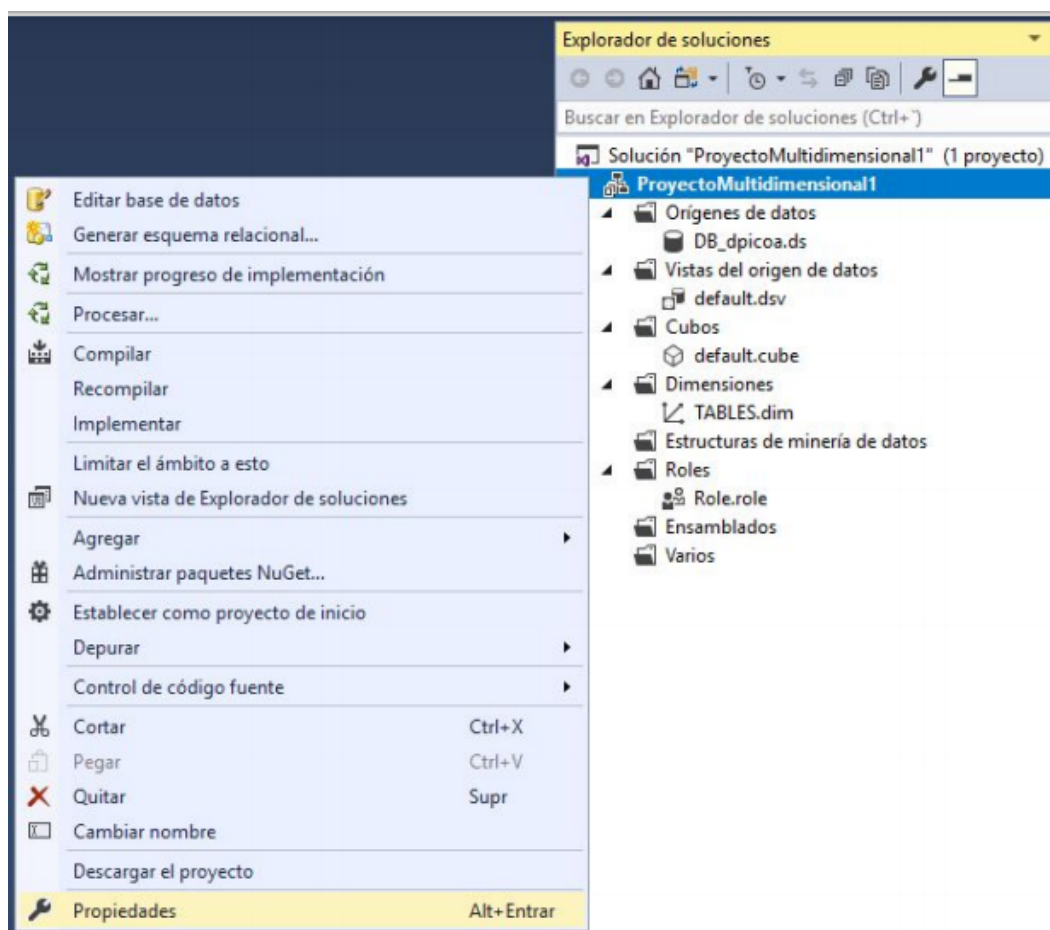 Explorador de soluciones
Buscar en Explorador de soluciones (Ctrl+`)
Solución "ProyectoMultidimensional1" (1 proyecto)
ProyectoMultidimensional1
Orígenes de datos
DB_dpicoa.ds
Vistas del origen de datos
default.dsv
Cubos
default.cube
Dimensiones
TABLES.dim
Estructuras de minería de datos
Roles
Role.role
Ensamblados
Varios
Editar base de datos
Generar esquema relacional...
Mostrar progreso de implementación
Procesar...
Compilar
Recompilar
Implementar
Limitar el ámbito a esto
Nueva vista de Explorador de soluciones
Agregar
Administrar paquetes NuGet...
Establecer como proyecto de inicio
Depurar
Control de código fuente
Cortar Ctrl+X
Pegar Ctrl+V
Quitar Supr
Cambiar nombre
Descargar el proyecto
Propiedades Alt+Entrar